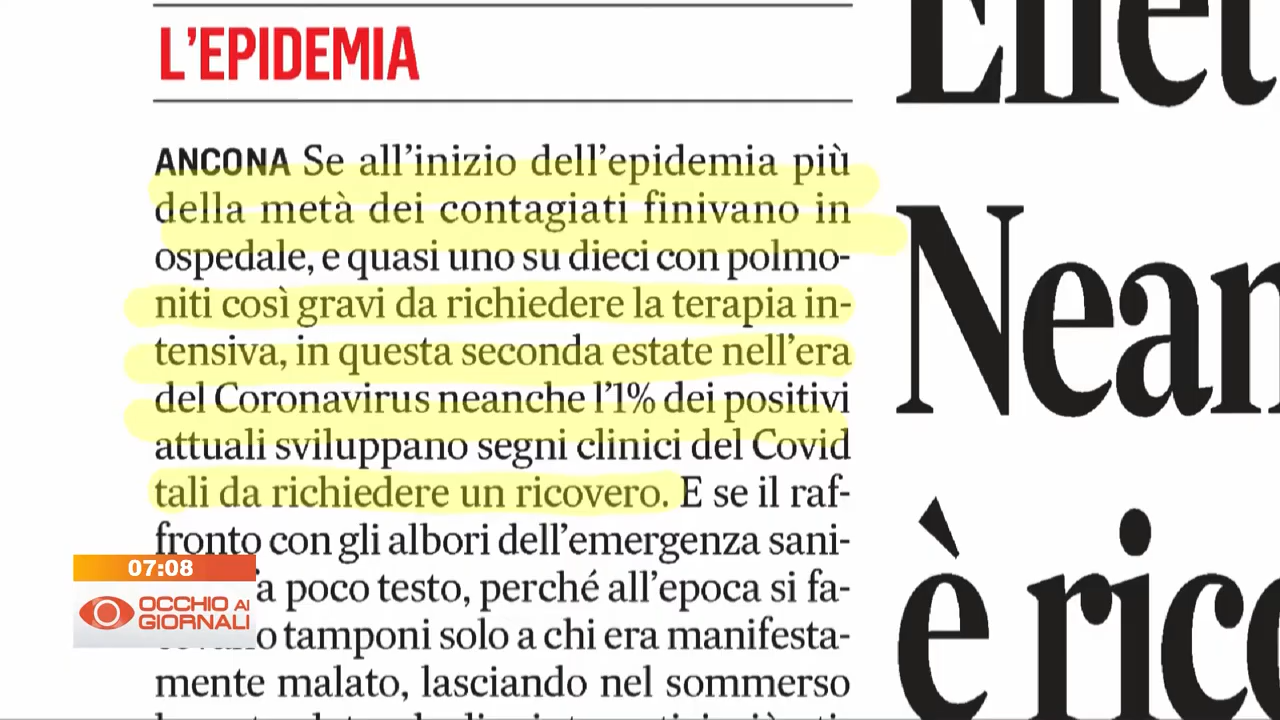 L'EPIDEMIA
ANCONA Se all'inizio dell'epidemia più
della metà dei contagiati finivano in
ospedale, e quasi uno su dieci con polmo-
niti così gravi da richiedere la terapia in-
tensiva, in questa seconda estate nell'era
del Coronavirus neanche l'1% dei positivi
attuali sviluppano segni clinici del Covid
tali da richiedere un ricovero. E se il raf-
fronto con gli albori dell'emergenza sani-
a poco testo, perché all'epoca si fa-
o tamponi solo a chi era manifesta-
mente malato, lasciando nel sommerso
Nean
è rico
07:08
OCCHIO AI
GIORNALI